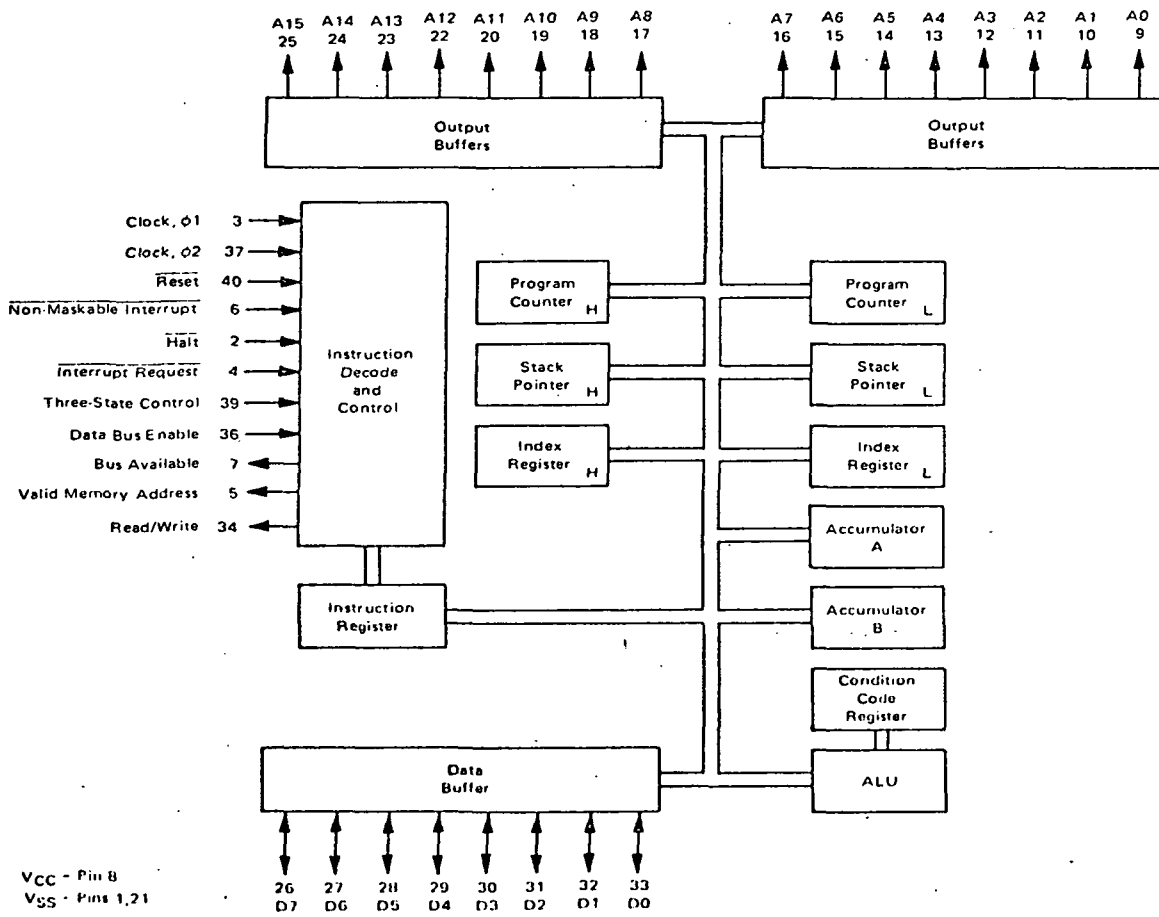 A15 A14 A13 A12 A11 A10 A9 A8
25 24 23 22 20 19 18 17
A7 A6 A5 A4 A3 A2 A1 A0
16 15 14 13 12 11 10 9
Output
Buffers
Output
Buffers
Clock, ϕ1 3
Clock, ϕ2 37
Reset 40
Non-Maskable Interrupt 6
Halt 2
Interrupt Request 4
Three-State Control 39
Data Bus Enable 36
Bus Available 7
Valid Memory Address 5
Read/Write 34
Instruction
Decode
and
Control
Program
Counter H
Program
Counter L
Stack
Pointer H
Stack
Pointer L
Index
Register H
Index
Register L
Accumulator
A
Instruction
Register
Accumulator
B
Condition
Code
Register
Data
Buffer
ALU
26 27 28 29 30 31 32 33
D7 D6 D5 D4 D3 D2 D1 D0
VCC - Pin 8
VSS - Pins 1,21